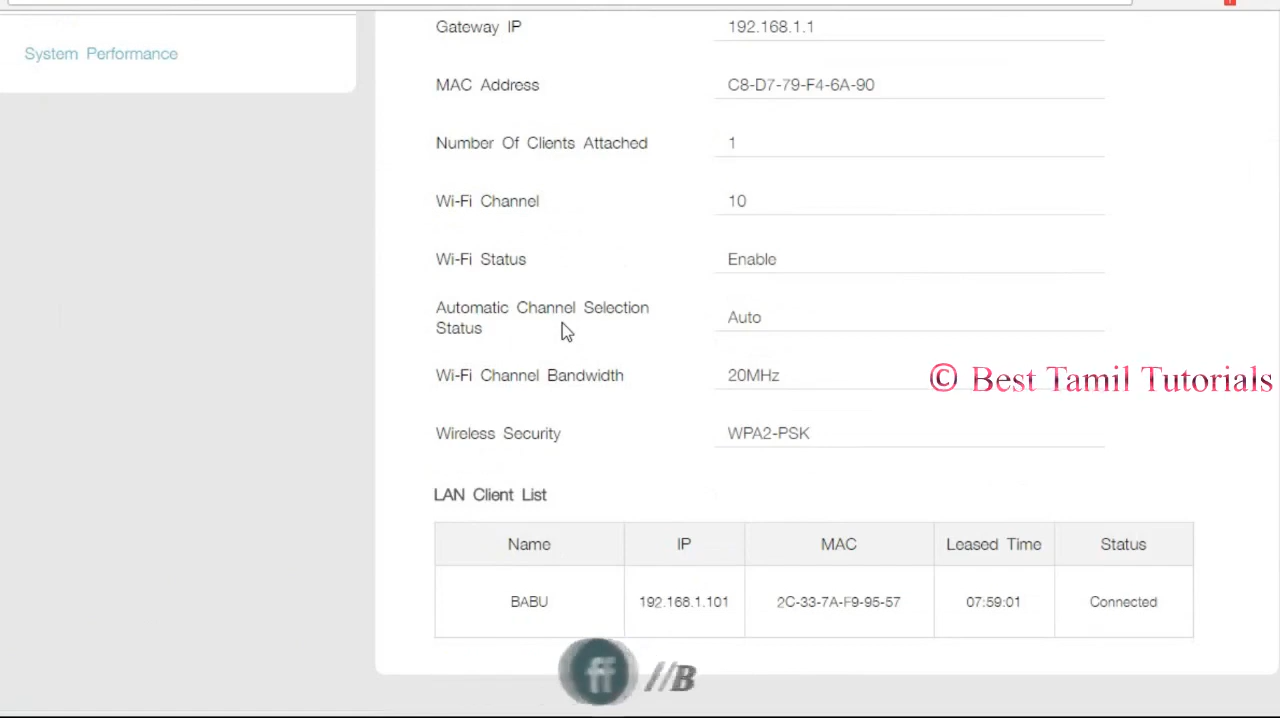 Gateway IP 192.168.1.1
System Performance
MAC Address C8-D7-79-F4-6A-90
Number Of Clients Attached 1
Wi-Fi Channel 10
Wi-Fi Status Enable
Automatic Channel Selection
Status
Auto
Wi-Fi Channel Bandwidth 20MHz
© Best Tamil Tutorials
Wireless Security WPA2-PSK
LAN Client List
Name IP MAC Leased Time Status
BABU 192.168.1.101 2C-33-7A-F9-95-57 07:59:01 Connected